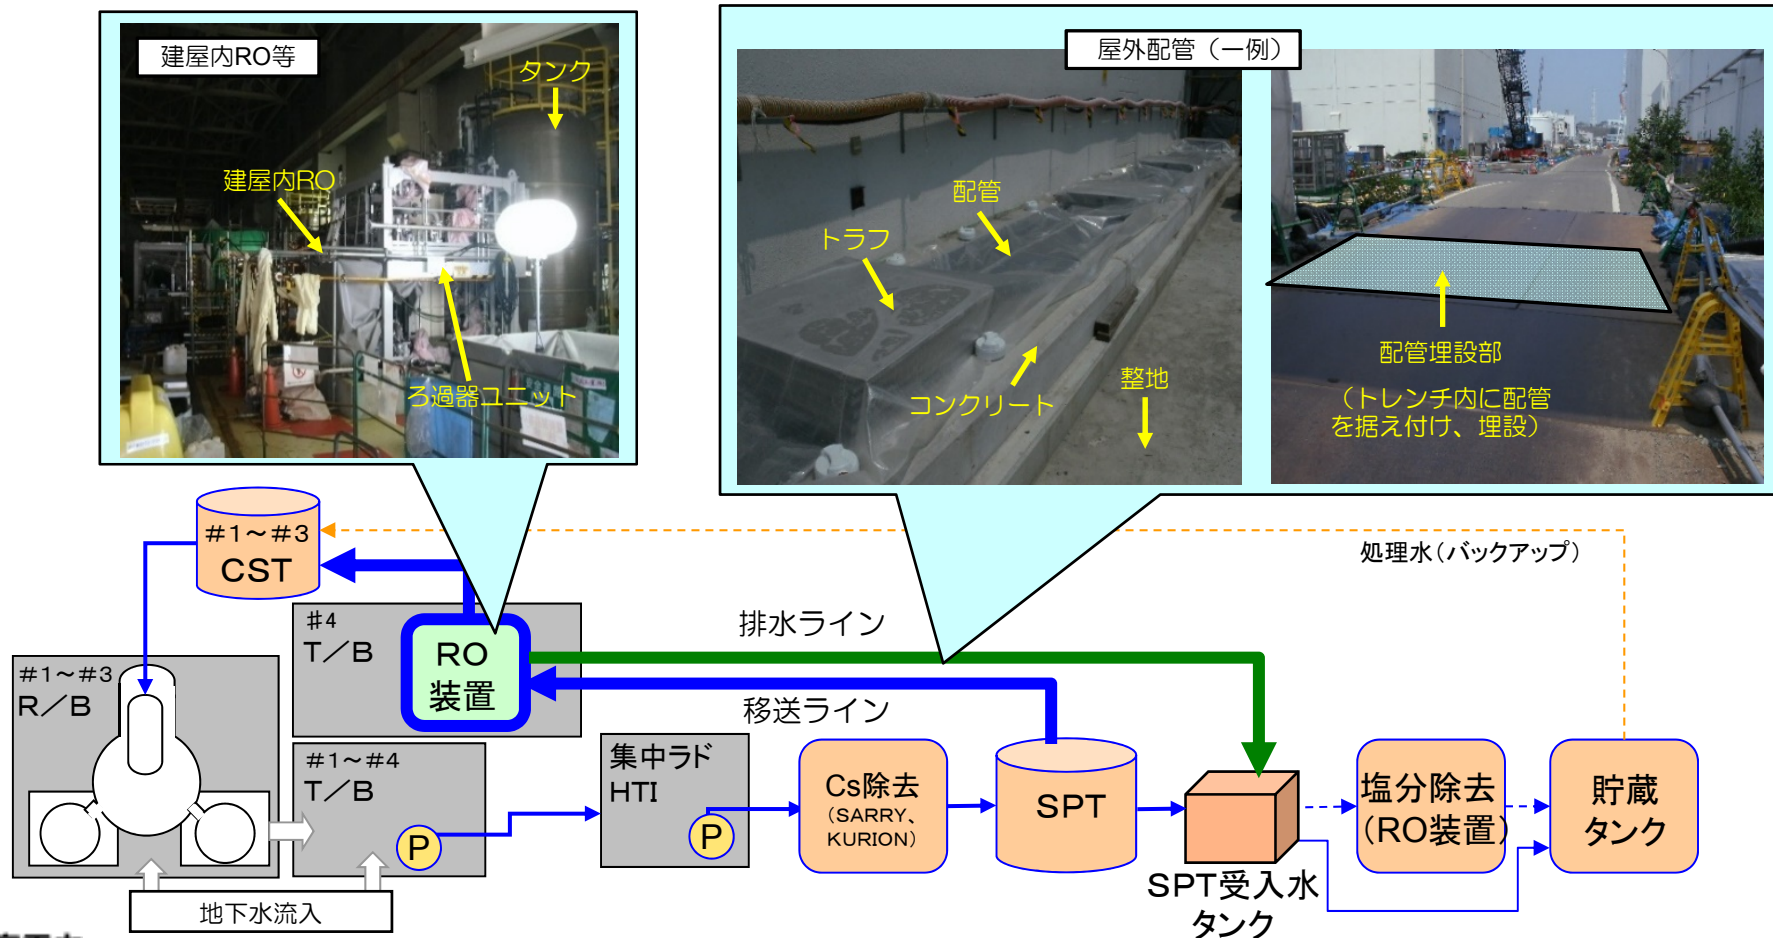 建屋内RO等
タンク
建屋内RO
ろ過器ユニット
屋外配管（一例）
配管
トラフ
コンクリート
整地
配管埋設部
（トレンチ内に配管
を据え付け、埋設）
#1～#3
CST
処理水（バックアップ）
#4
T／B
RO
装置
排水ライン
移送ライン
#1～#3
R／B
#1～#4
T／B
P
集中ラド
HTI
P
Cs除去
（SARRY、
KURION）
SPT
SPT受入水
タンク
塩分除去
（RO装置）
貯蔵
タンク
地下水流入